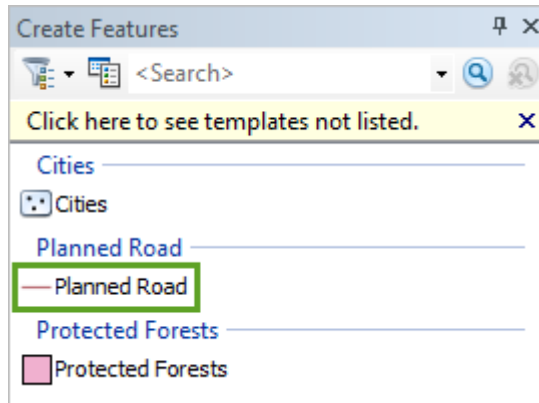 Create Features
<Search>
Click here to see templates not listed.
Cities
Cities
Planned Road
Planned Road
Protected Forests
Protected Forests